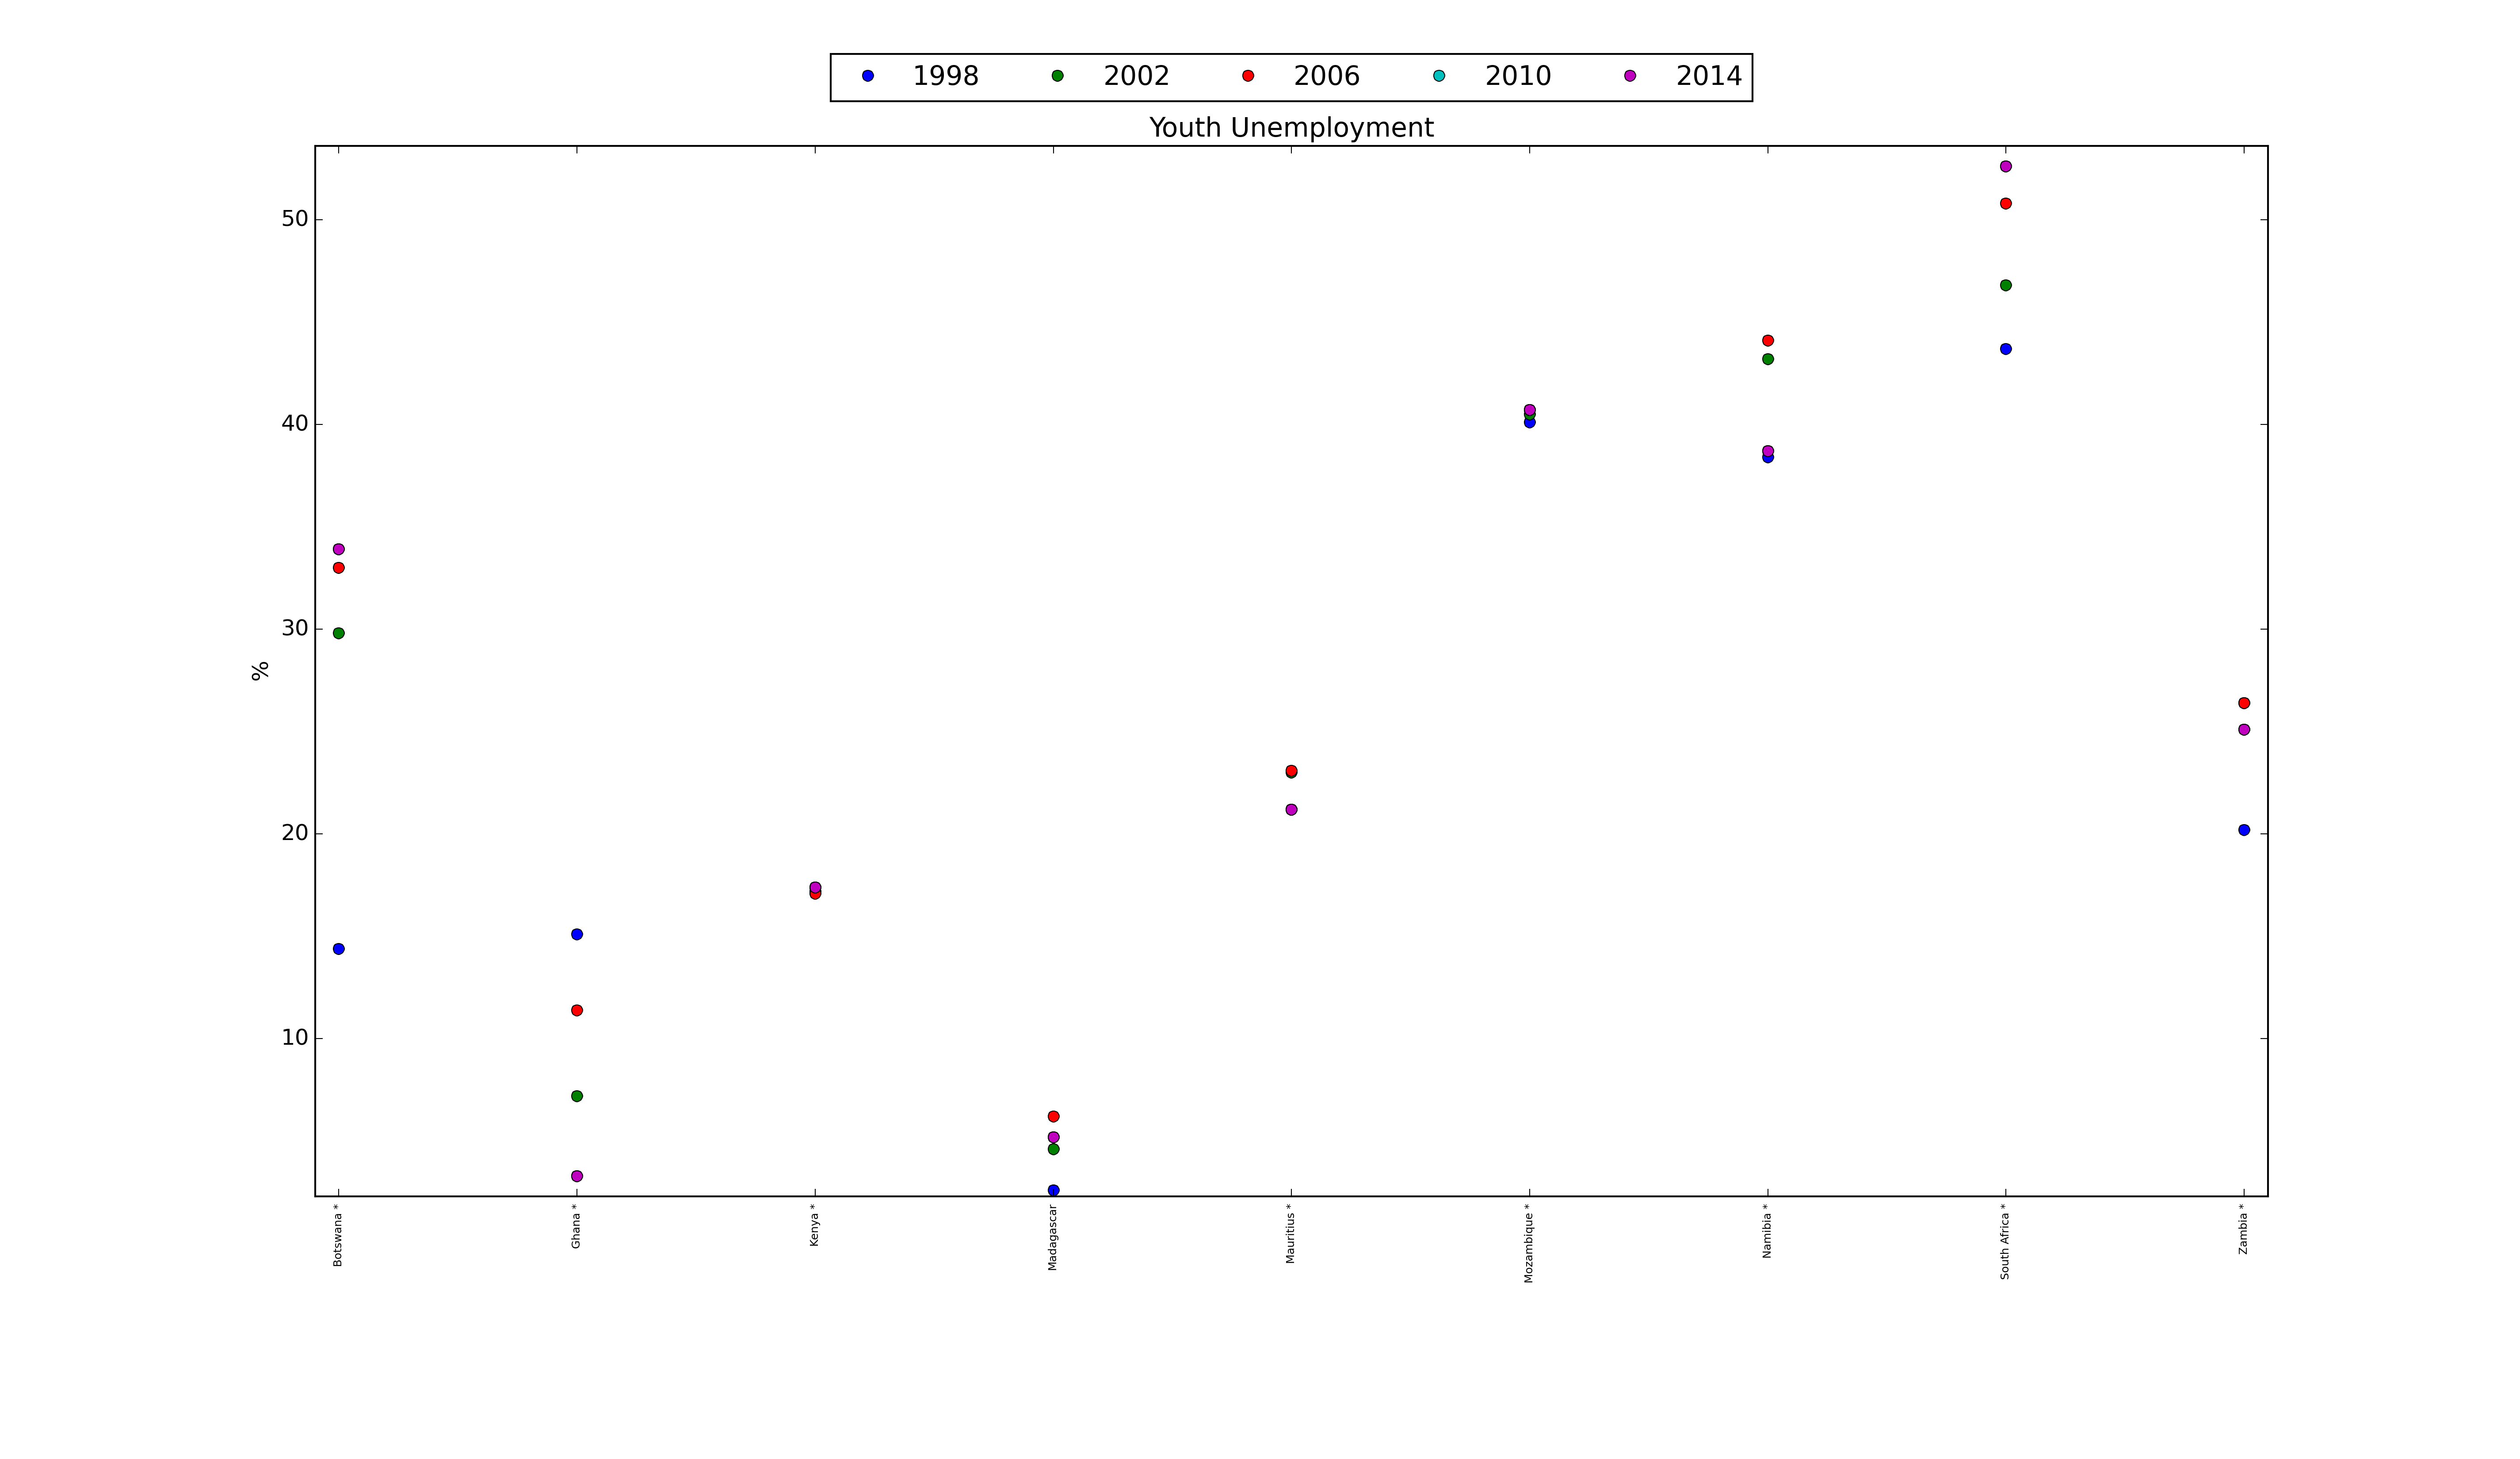 1998 2002 2006 2010 2014
Youth Unemployment
50
40
30
20
10
%
Botswana *
Ghana *
Kenya *
Madagascar
Mauritius *
Mozambique *
Namibia *
South Africa *
Zambia *